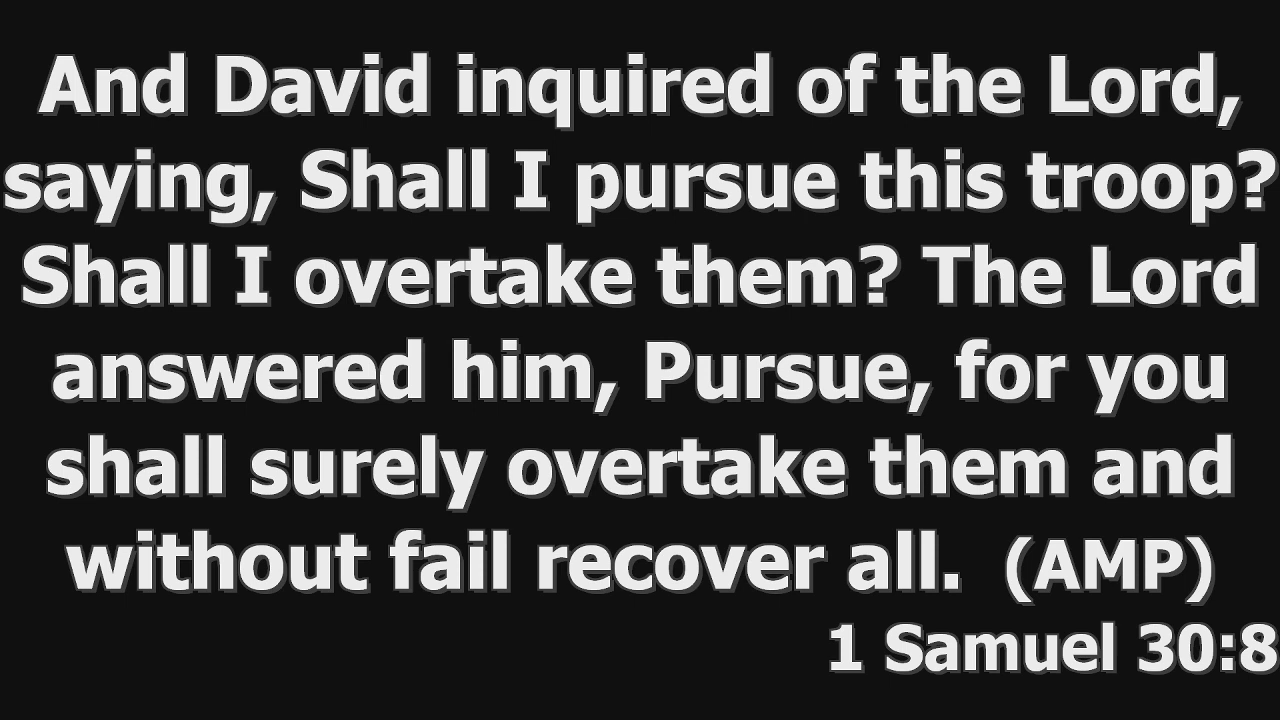 And David inquired of the Lord,
saying, Shall I pursue this troop?
Shall I overtake them? The Lord
answered him, Pursue, for you
shall surely overtake them and
without fail recover all. (AMP)
1 Samuel 30:8